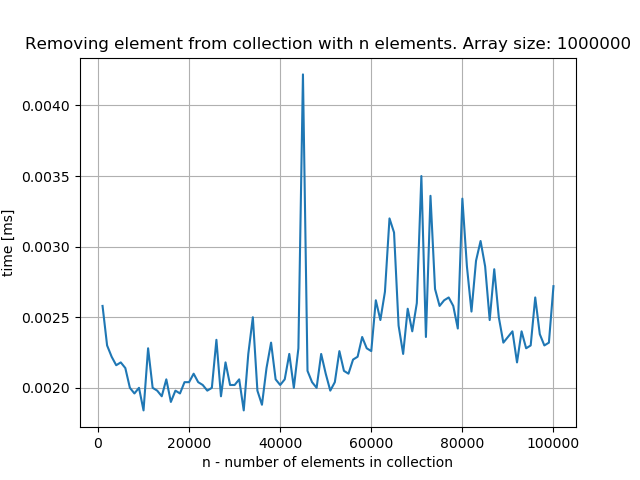 Removing element from collection with n elements. Array size: 1000000
0.0040
0.0035
0.0030
0.0025
0.0020
time [ms]
0 20000 40000 60000 80000 100000
n - number of elements in collection